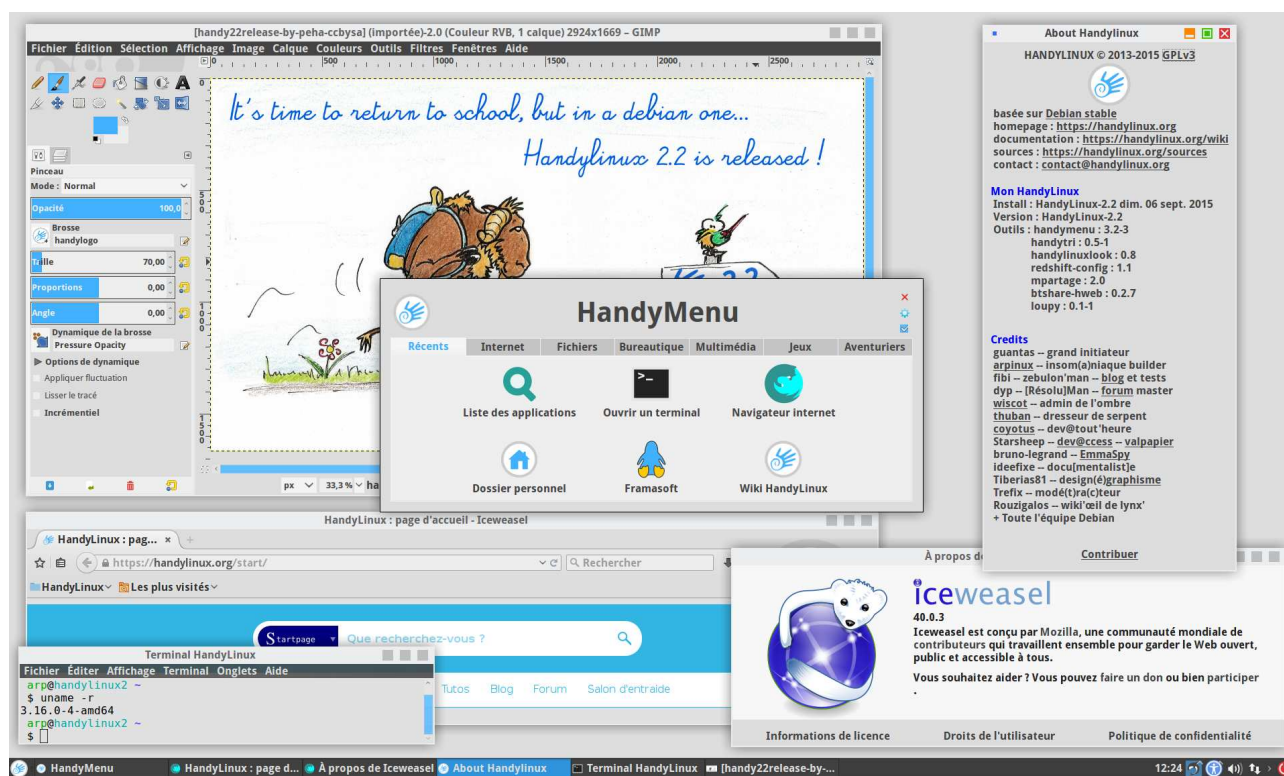 [handy22release-by-peha-ccbysa] (importée)-2.0 (Couleur RVB, 1 calque) 2924x1669 – GIMP
Fichier Édition Sélection Affichage Image Calque Couleurs Outils Filtres Fenêtres Aide
0 500 1000 1500 2000 2500
It's time to return to school, but in a debian one...
Handylinux 2.2 is released !
Pinceau
Mode : Normal
Opacité 100,0
Brosse
handylogo
Taille 70,00
Proportions 0,00
Angle 0,00
Dynamique de la brosse
Pressure Opacity
Options de dynamique
Appliquer fluctuation
Lisser le tracé
Incrémentiel
px 33,3 % ha
HandyMenu
Récents Internet Fichiers Bureautique Multimédia Jeux Aventuriers
Liste des applications Ouvrir un terminal Navigateur internet
Dossier personnel Framasoft Wiki HandyLinux
About Handylinux
HANDYLINUX © 2013-2015 GPLv3
basée sur Debian stable
homepage : https://handylinux.org
documentation : https://handylinux.org/wiki
sources : https://handylinux.org/sources
contact : contact@handylinux.org
Mon HandyLinux
Install : HandyLinux-2.2 dim. 06 sept. 2015
Version : HandyLinux-2.2
Outils : handymenu : 3.2-3
handytri : 0.5-1
handylinuxlook : 0.8
redshift-config : 1.1
mpartage : 2.0
btshare-hweb : 0.2.7
loupy : 0.1-1
Credits
guantas -- grand initiateur
arpinux -- insom(a)niaque builder
fibi -- zebulon'man -- blog et tests
dyp -- [Résolu]Man -- forum master
wiscot -- admin de l'ombre
thuban -- dresseur de serpent
coyotus -- dev@tout'heure
Starsheep -- dev@ccess -- valpapier
bruno-legrand -- EmmaSpy
ideefixe -- docu[mentalist]e
Tiberias81 -- design(é)graphisme
Trefix -- modé(t)ra(c)teur
Rouzigalos -- wiki'œil de lynx'
+ Toute l'équipe Debian
Contribuer
HandyLinux : page d'accueil - Iceweasel
HandyLinux : pag...
https://handylinux.org/start/ Rechercher
HandyLinux Les plus visités
Startpage Que recherchez-vous ?
Tutos Blog Forum Salon d'entraide
Terminal HandyLinux
Fichier Éditer Affichage Terminal Onglets Aide
arp@handylinux2 ~
$ uname -r
3.16.0-4-amd64
arp@handylinux2 ~
$
À propos d
iceweasel
40.0.3
Iceweasel est conçu par Mozilla, une communauté mondiale de
contributeurs qui travaillent ensemble pour garder le Web ouvert,
public et accessible à tous.
Vous souhaitez aider ? Vous pouvez faire un don ou bien participer
.
Informations de licence Droits de l'utilisateur Politique de confidentialité
HandyMenu HandyLinux : page d... À propos de Iceweasel About Handylinux Terminal HandyLinux [handy22release-by-... 12:24